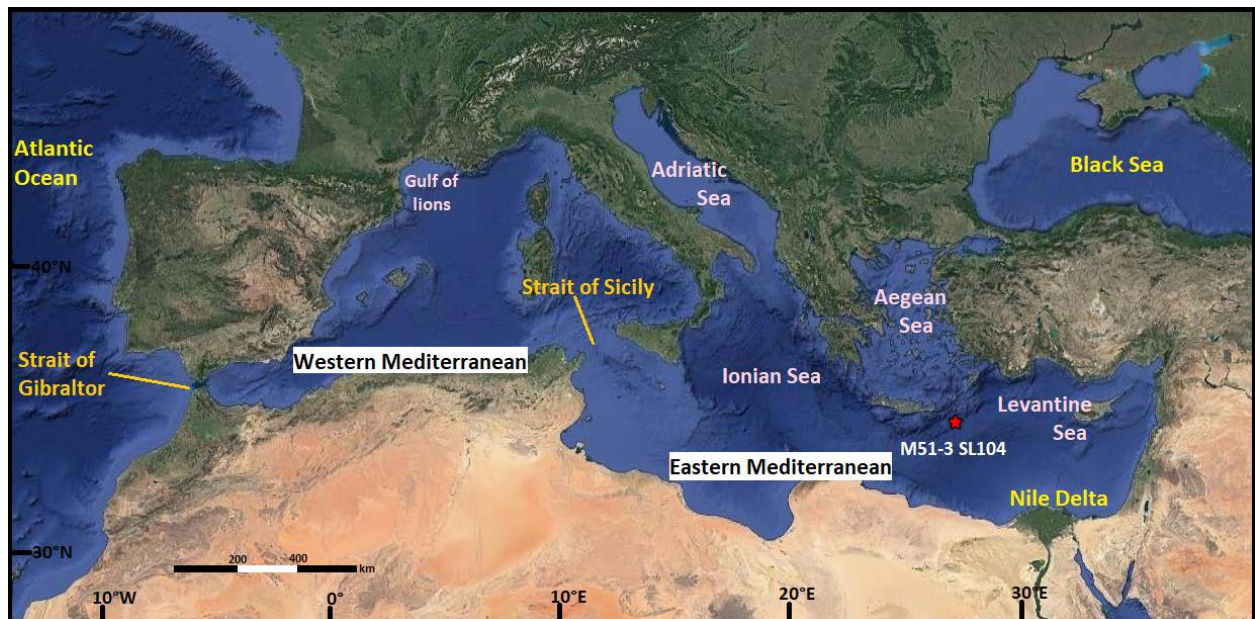 Atlantic
Ocean
Gulf of
lions
Adriatic
Sea
Black Sea
40°N
Strait of Sicily
Aegean
Sea
Strait of
Gibraltor
Western Mediterranean
Ionian Sea
Levantine
Sea
M51-3 SL104
Eastern Mediterranean
Nile Delta
30°N
200
400
km
10°W
0°
10°E
20°E
30°E